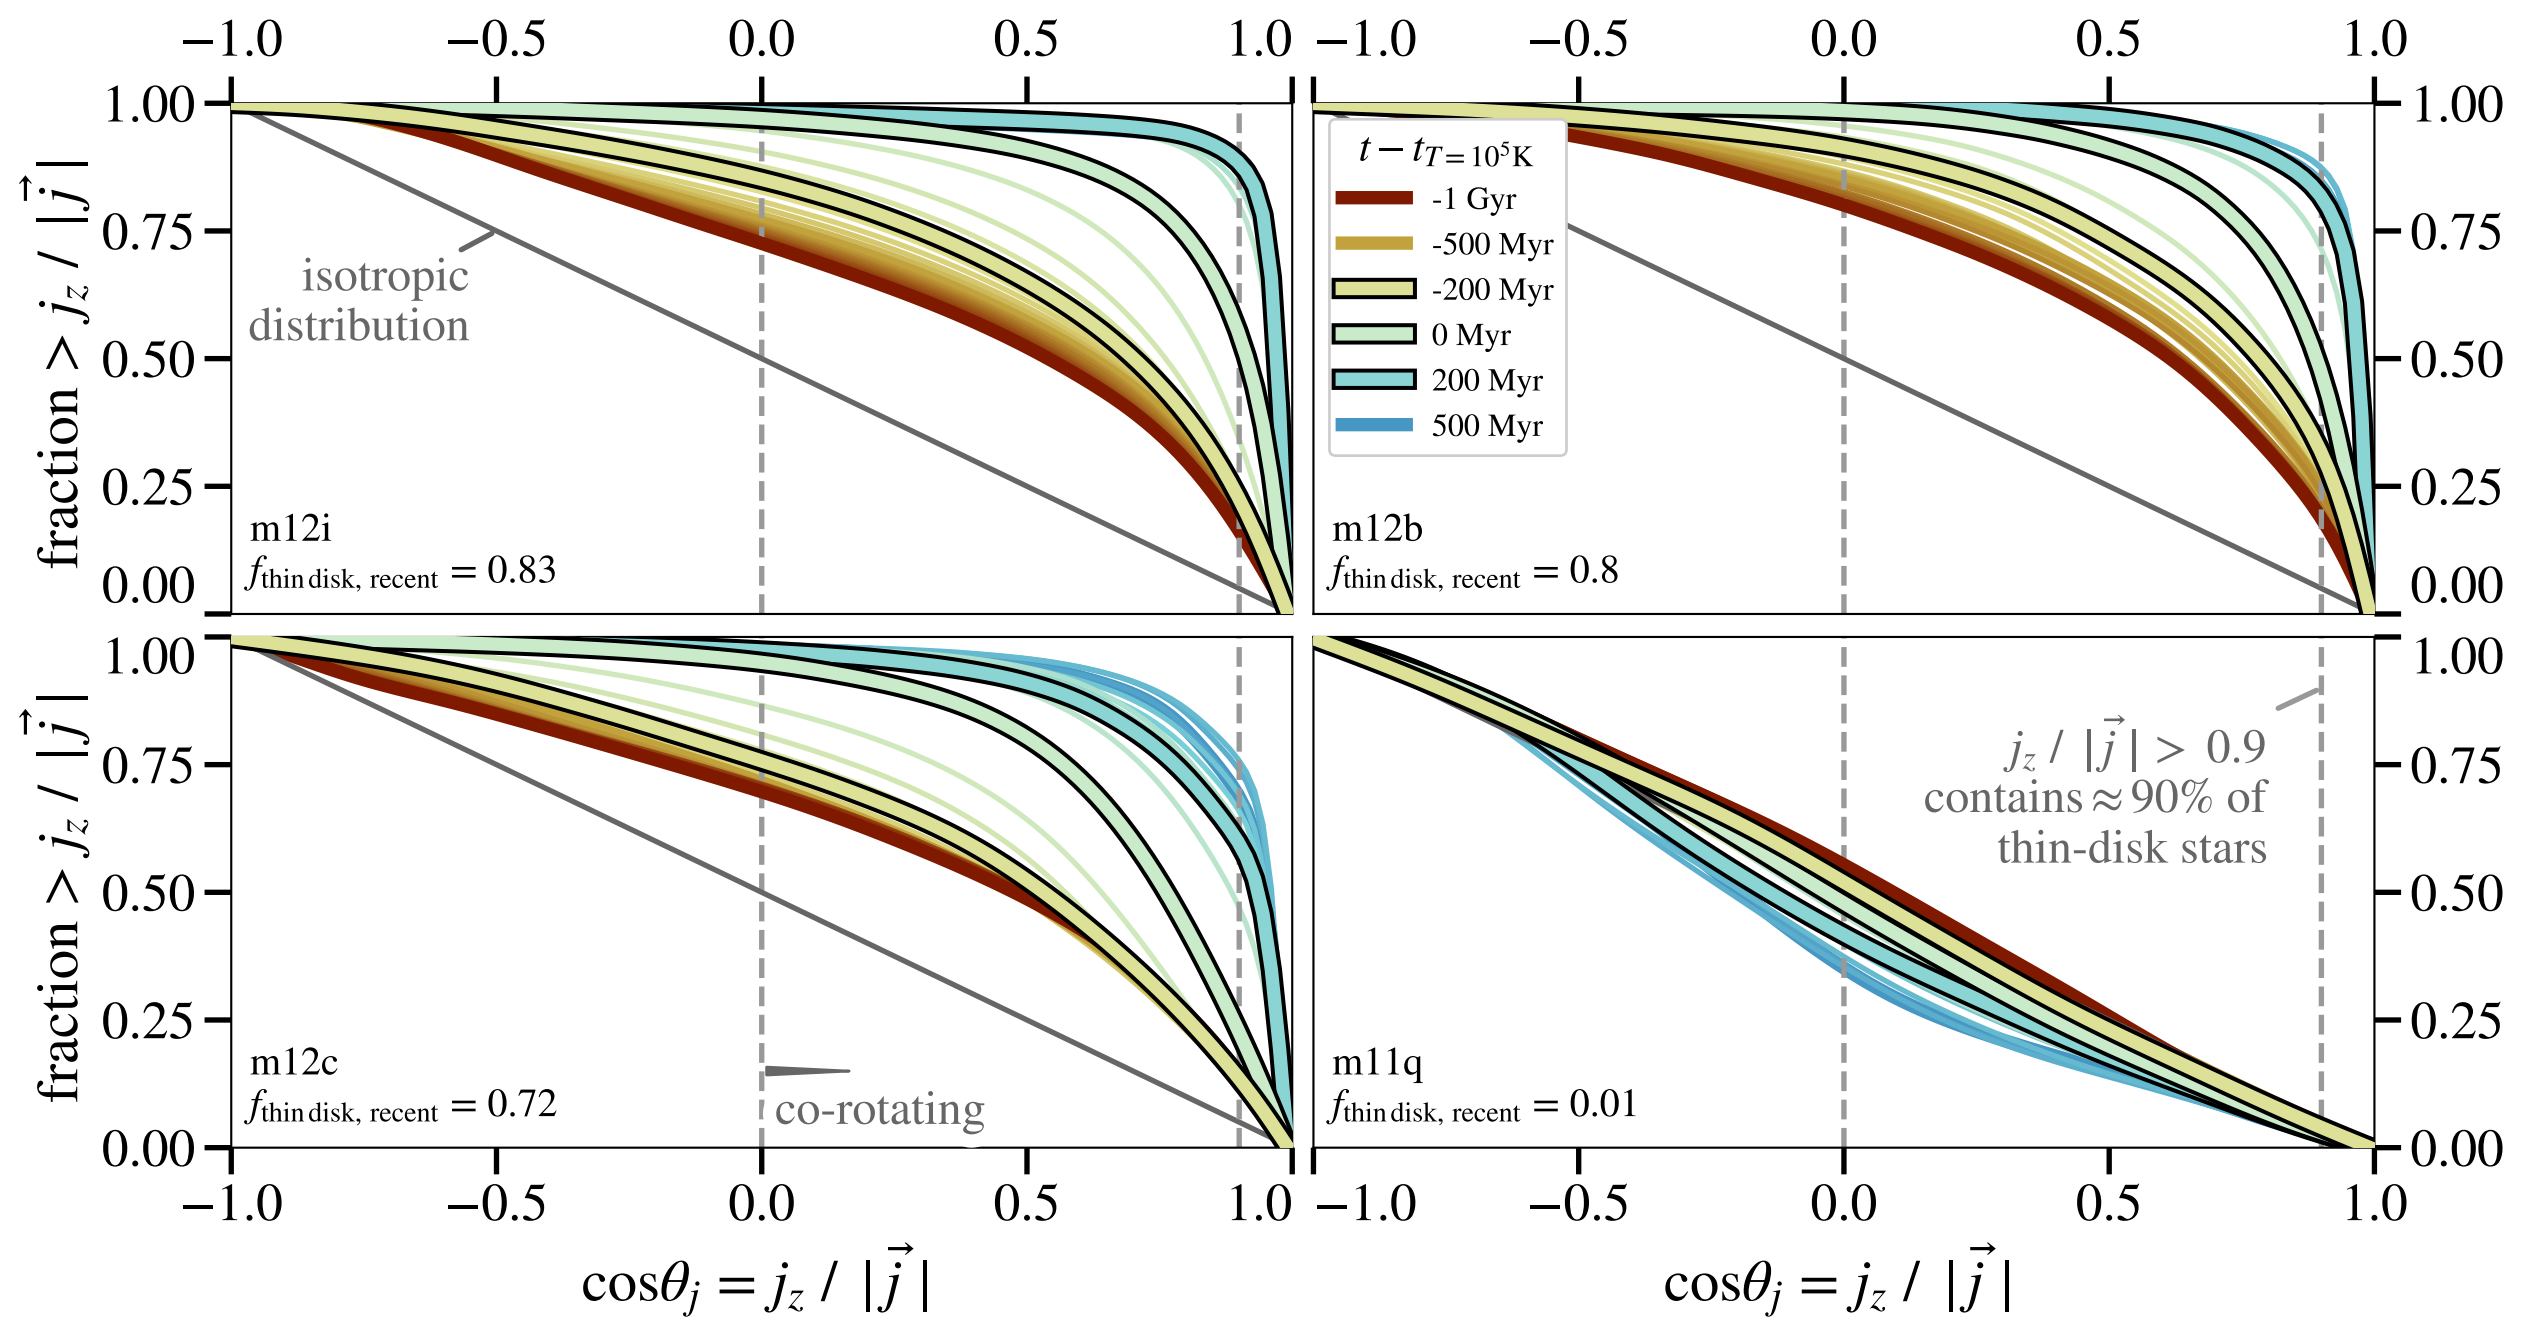 −1.0 −0.5 0.0 0.5 1.0 −1.0 −0.5 0.0 0.5 1.0
fraction > j_z / |j⃗|
1.00
0.75
0.50
0.25
0.00
isotropic
distribution
m12i
f_thin disk, recent = 0.83
t − t_T=10⁵K
-1 Gyr
-500 Myr
-200 Myr
0 Myr
200 Myr
500 Myr
m12b
f_thin disk, recent = 0.8
1.00
0.75
0.50
0.25
0.00
fraction > j_z / |j⃗|
1.00
0.75
0.50
0.25
0.00
m12c
f_thin disk, recent = 0.72
co-rotating
j_z / |j⃗| > 0.9
contains ≈ 90% of
thin-disk stars
m11q
f_thin disk, recent = 0.01
1.00
0.75
0.50
0.25
0.00
−1.0 −0.5 0.0 0.5 1.0 −1.0 −0.5 0.0 0.5 1.0
cosθ_j = j_z / |j⃗|
cosθ_j = j_z / |j⃗|